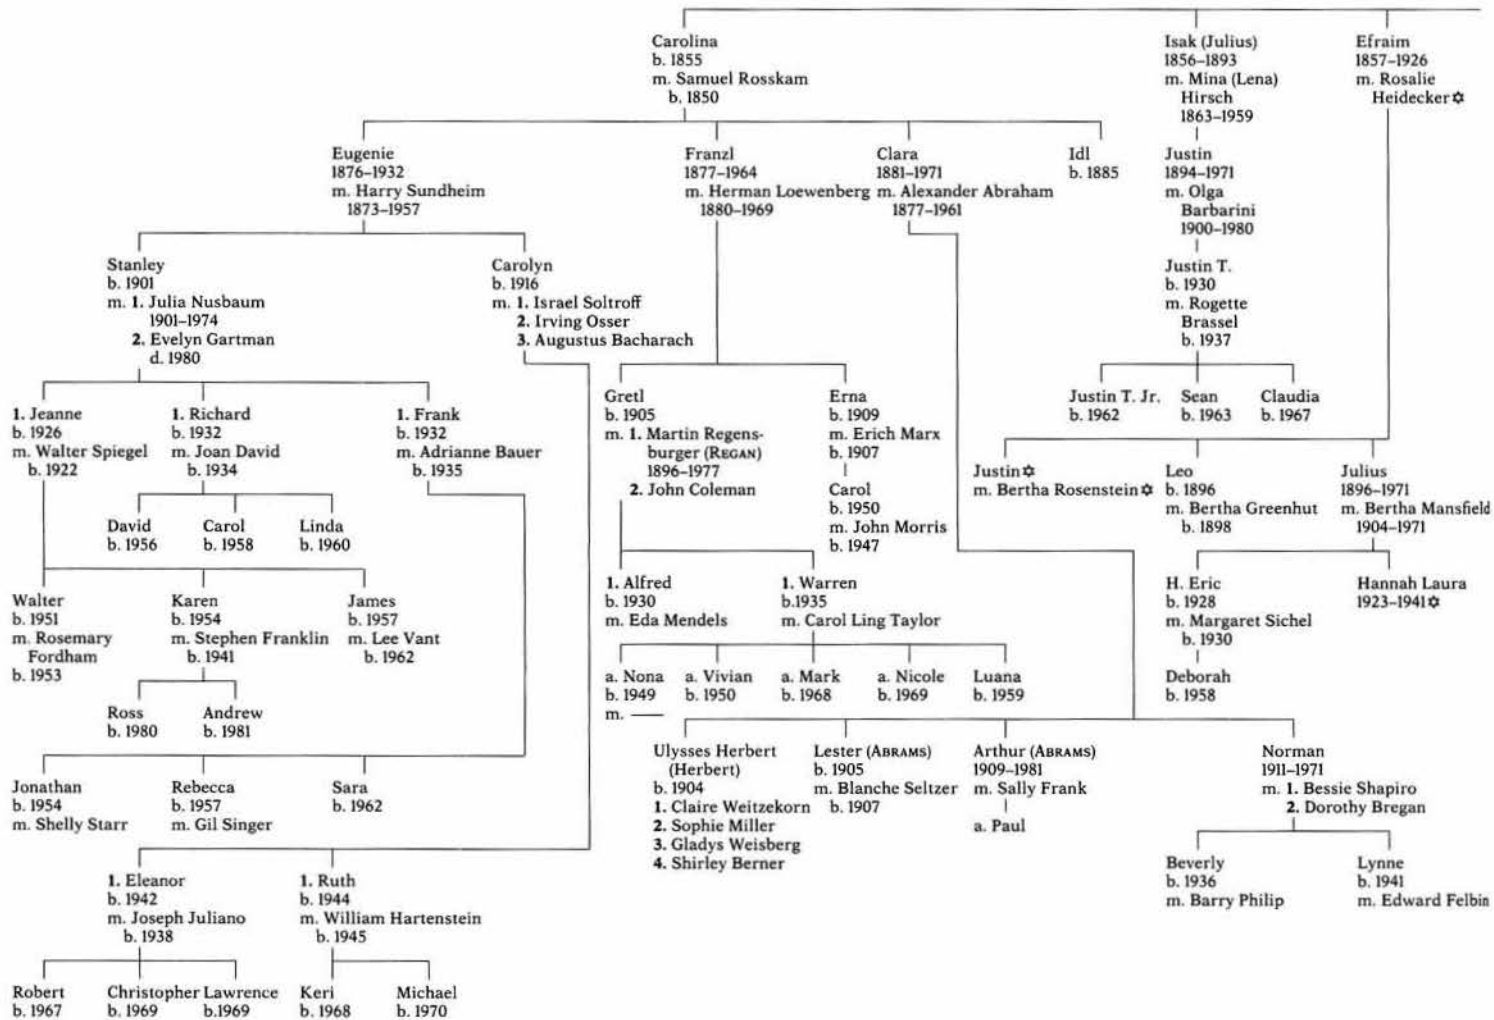 Carolina
b. 1855
m. Samuel Rosskam
b. 1850
Isak (Julius)
1856–1893
m. Mina (Lena)
Hirsch
1863–1959
Efraim
1857–1926
m. Rosalie
Heidecker✡
Eugenie
1876–1932
m. Harry Sundheim
1873–1957
Franzl
1877–1964
m. Herman Loewenberg
1880–1969
Clara
1881–1971
m. Alexander Abraham
1877–1961
Idl
b. 1885
Justin
1894–1971
m. Olga
Barbarini
1900–1980
Stanley
b. 1901
m. 1. Julia Nusbaum
1901–1974
2. Evelyn Gartman
d. 1980
Carolyn
b. 1916
m. 1. Israel Soltroff
2. Irving Osser
3. Augustus Bacharach
Justin T.
b. 1930
m. Rogette
Brassel
b. 1937
1. Jeanne
b. 1926
m. Walter Spiegel
b. 1922
1. Richard
b. 1932
m. Joan David
b. 1934
1. Frank
b. 1932
m. Adrianne Bauer
b. 1935
Gretl
b. 1905
m. 1. Martin Regens-
burger (REGAN)
1896–1977
2. John Coleman
Erna
b. 1909
m. Erich Marx
b. 1907
Carol
b. 1950
m. John Morris
b. 1947
Justin T. Jr.
b. 1962
Sean
b. 1963
Claudia
b. 1967
Justin✡
m. Bertha Rosenstein✡
Leo
b. 1896
m. Bertha Greenhut
b. 1898
Julius
1896–1971
m. Bertha Mansfield
1904–1971
David
b. 1956
Carol
b. 1958
Linda
b. 1960
Walter
b. 1951
m. Rosemary
Fordham
b. 1953
Karen
b. 1954
m. Stephen Franklin
b. 1941
James
b. 1957
m. Lee Vant
b. 1962
1. Alfred
b. 1930
m. Eda Mendels
1. Warren
b.1935
m. Carol Ling Taylor
H. Eric
b. 1928
m. Margaret Sichel
b. 1930
Hannah Laura
1923–1941✡
Ross
b. 1980
Andrew
b. 1981
a. Nona
b. 1949
m. —
a. Vivian
b. 1950
a. Mark
b. 1968
a. Nicole
b. 1969
Luana
b. 1959
Deborah
b. 1958
Jonathan
b. 1954
m. Shelly Starr
Rebecca
b. 1957
m. Gil Singer
Sara
b. 1962
Ulysses Herbert
(Herbert)
b. 1904
1. Claire Weitzekorn
2. Sophie Miller
3. Gladys Weisberg
4. Shirley Berner
Lester (ABRAMS)
b. 1905
m. Blanche Seltzer
b. 1907
Arthur (ABRAMS)
1909–1981
m. Sally Frank
a. Paul
Norman
1911–1971
m. 1. Bessie Shapiro
2. Dorothy Bregan
Beverly
b. 1936
m. Barry Philip
Lynne
b. 1941
m. Edward Felbin
1. Eleanor
b. 1942
m. Joseph Juliano
b. 1938
1. Ruth
b. 1944
m. William Hartenstein
b. 1945
Robert
b. 1967
Christopher
b. 1969
Lawrence
b.1969
Keri
b. 1968
Michael
b. 1970